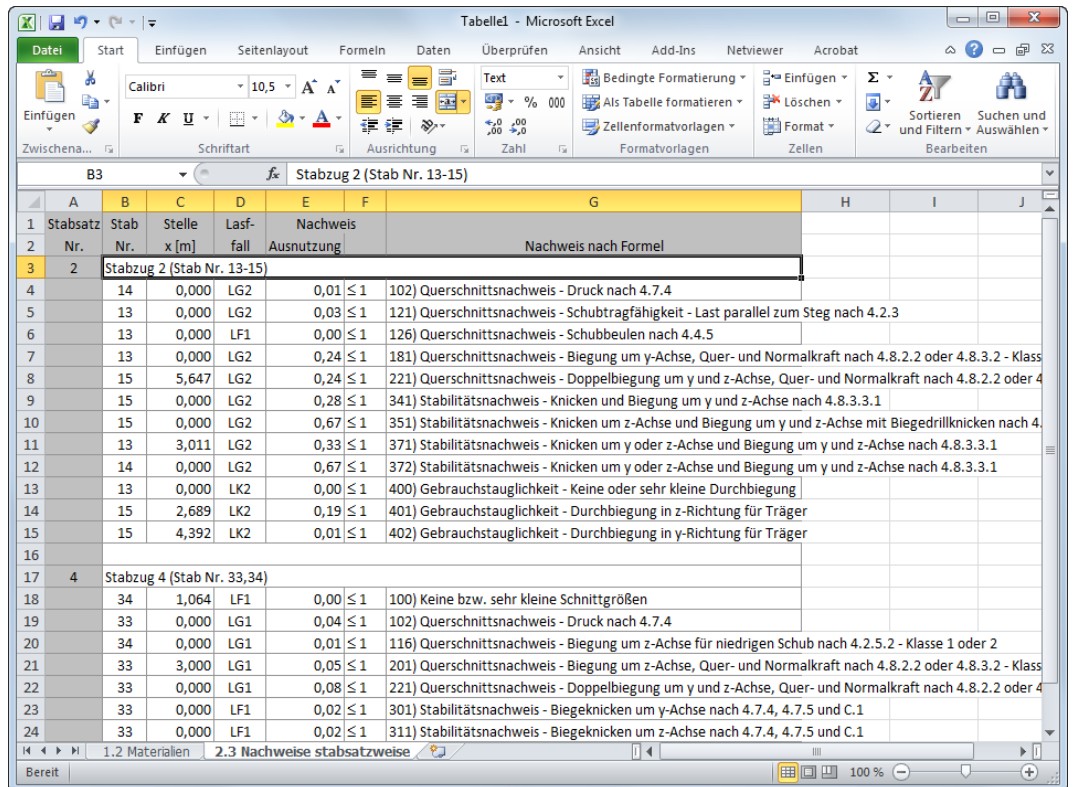 Tabelle1 - Microsoft Excel
Datei Start Einfügen Seitenlayout Formeln Daten Überprüfen Ansicht Add-Ins Netviewer Acrobat
Einfügen
Calibri 10,5 A A
F K U A
Text
% 000
Bedingte Formatierung
Als Tabelle formatieren
Zellenformatvorlagen
Einfügen
Löschen
Format
Σ
Sortieren und Filtern
Suchen und Auswählen
Zwischena... Schriftart Ausrichtung Zahl Formatvorlagen Zellen Bearbeiten
B3 fx Stabzug 2 (Stab Nr. 13-15)
A B C D E F G H I J
1 Stabsatz Stab Stelle Lasf- Nachweis
2 Nr. Nr. x [m] fall Ausnutzung Nachweis nach Formel
3 2 Stabzug 2 (Stab Nr. 13-15)
4 14 0,000 LG2 0,01 ≤ 1 102) Querschnittsnachweis - Druck nach 4.7.4
5 13 0,000 LG2 0,03 ≤ 1 121) Querschnittsnachweis - Schubtragfähigkeit - Last parallel zum Steg nach 4.2.3
6 13 0,000 LF1 0,00 ≤ 1 126) Querschnittsnachweis - Schubbeulen nach 4.4.5
7 13 0,000 LG2 0,24 ≤ 1 181) Querschnittsnachweis - Biegung um y-Achse, Quer- und Normalkraft nach 4.8.2.2 oder 4.8.3.2 - Klass
8 15 5,647 LG2 0,24 ≤ 1 221) Querschnittsnachweis - Doppelbiegung um y und z-Achse, Quer- und Normalkraft nach 4.8.2.2 oder 4
9 15 0,000 LG2 0,28 ≤ 1 341) Stabilitätsnachweis - Knicken und Biegung um y und z-Achse nach 4.8.3.3.1
10 15 0,000 LG2 0,67 ≤ 1 351) Stabilitätsnachweis - Knicken um z-Achse und Biegung um y und z-Achse mit Biegedrillknicken nach 4.
11 13 3,011 LG2 0,33 ≤ 1 371) Stabilitätsnachweis - Knicken um y oder z-Achse und Biegung um y und z-Achse nach 4.8.3.3.1
12 14 0,000 LG2 0,67 ≤ 1 372) Stabilitätsnachweis - Knicken um y oder z-Achse und Biegung um y und z-Achse nach 4.8.3.3.1
13 13 0,000 LK2 0,00 ≤ 1 400) Gebrauchstauglichkeit - Keine oder sehr kleine Durchbiegung
14 15 2,689 LK2 0,19 ≤ 1 401) Gebrauchstauglichkeit - Durchbiegung in z-Richtung für Träger
15 15 4,392 LK2 0,01 ≤ 1 402) Gebrauchstauglichkeit - Durchbiegung in y-Richtung für Träger
16
17 4 Stabzug 4 (Stab Nr. 33,34)
18 34 1,064 LF1 0,00 ≤ 1 100) Keine bzw. sehr kleine Schnittgrößen
19 33 0,000 LG1 0,04 ≤ 1 102) Querschnittsnachweis - Druck nach 4.7.4
20 34 0,000 LG1 0,01 ≤ 1 116) Querschnittsnachweis - Biegung um z-Achse für niedrigen Schub nach 4.2.5.2 - Klasse 1 oder 2
21 33 3,000 LG1 0,05 ≤ 1 201) Querschnittsnachweis - Biegung um z-Achse, Quer- und Normalkraft nach 4.8.2.2 oder 4.8.3.2 - Klass
22 33 0,000 LG1 0,08 ≤ 1 221) Querschnittsnachweis - Doppelbiegung um y und z-Achse, Quer- und Normalkraft nach 4.8.2.2 oder 4
23 33 0,000 LF1 0,02 ≤ 1 301) Stabilitätsnachweis - Biegeknicken um y-Achse nach 4.7.4, 4.7.5 und C.1
24 33 0,000 LF1 0,02 ≤ 1 311) Stabilitätsnachweis - Biegeknicken um z-Achse nach 4.7.4, 4.7.5 und C.1
1.2 Materialien 2.3 Nachweise stabsatzweise
Bereit 100 %